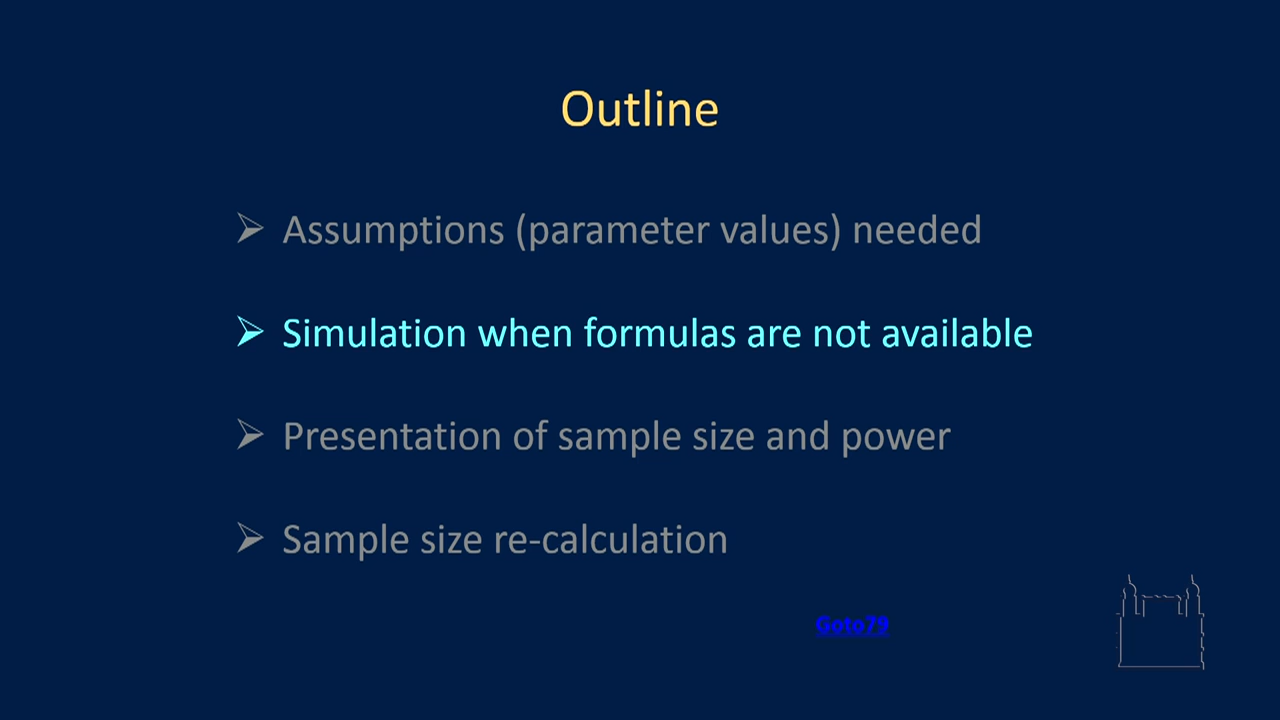 Outline
➢ Assumptions (parameter values) needed
➢ Simulation when formulas are not available
➢ Presentation of sample size and power
➢ Sample size re-calculation
Goto79